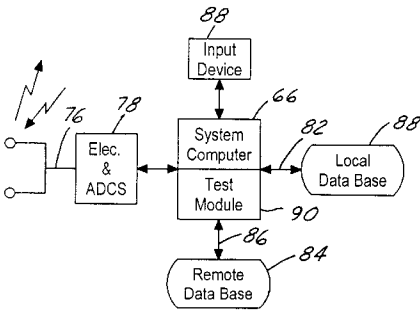 88
Input
Device
66
78
76
Elec.
&
ADCS
System
Computer
82
88
Local
Data Base
Test
Module
90
86
84
Remote
Data Base